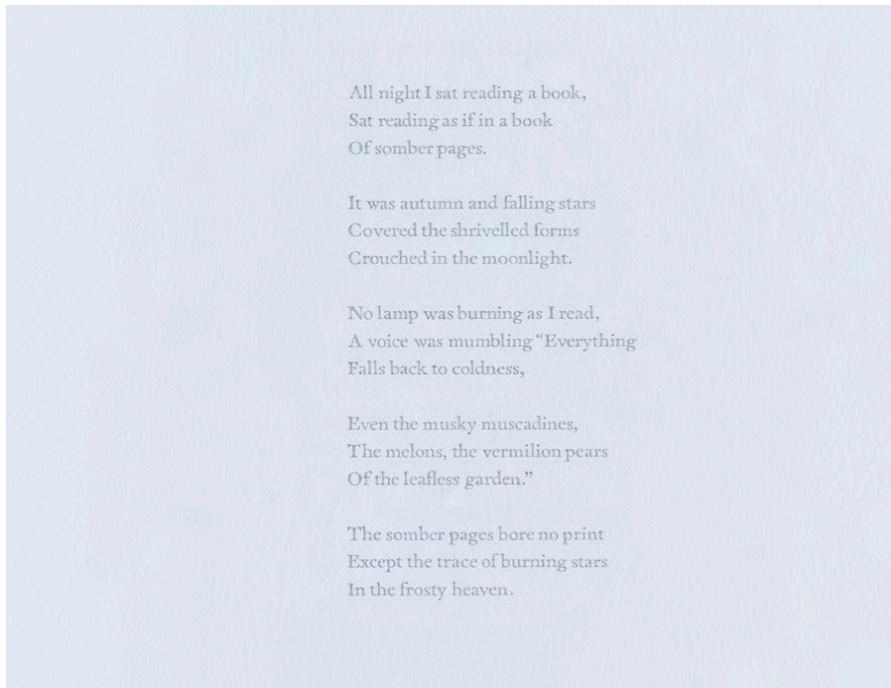 All night I sat reading a book,
Sat reading as if in a book
Of somber pages.
It was autumn and falling stars
Covered the shrivelled forms
Crouched in the moonlight.
No lamp was burning as I read,
A voice was mumbling “Everything
Falls back to coldness,
Even the musky muscadines,
The melons, the vermilion pears
Of the leafless garden.”
The somber pages bore no print
Except the trace of burning stars
In the frosty heaven.